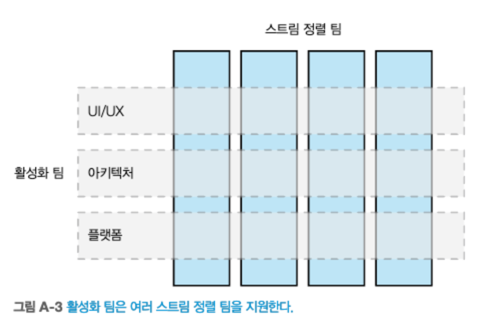 스트림 정렬 팀
UI/UX
활성화 팀
아키텍처
플랫폼
그림 A-3 활성화 팀은 여러 스트림 정렬 팀을 지원한다.